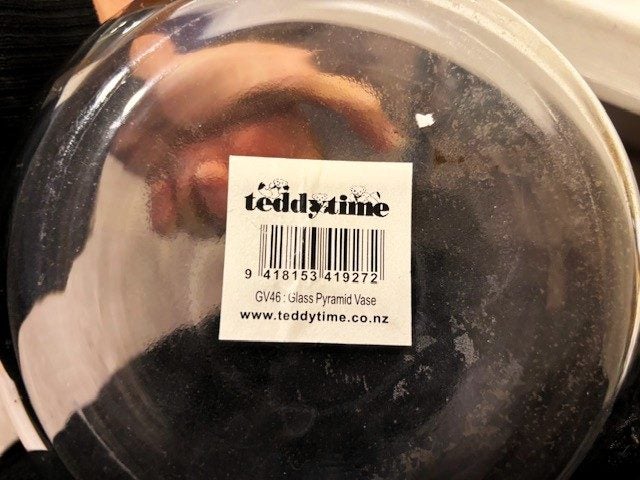 teddytime
9 418153 419272
GV46 : Glass Pyramid Vase
www.teddytime.co.nz